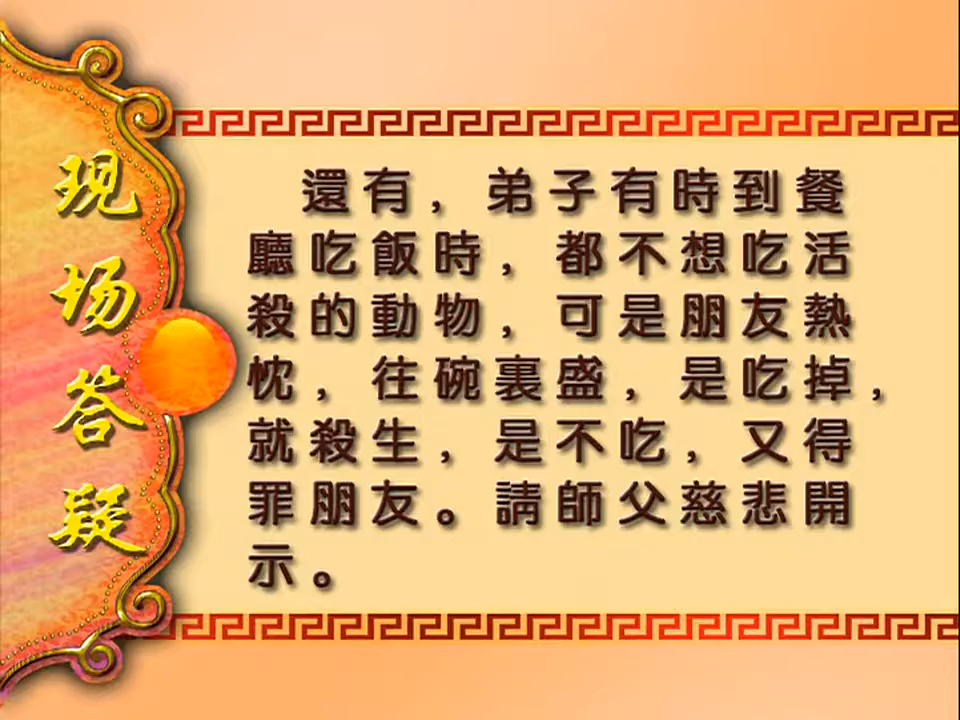 现场答疑
還有，弟子有時到餐
廳吃飯時，都不想吃活
殺的動物，可是朋友熱
忱，往碗裏盛，是吃掉，
就殺生，是不吃，又得
罪朋友。請師父慈悲開
示。